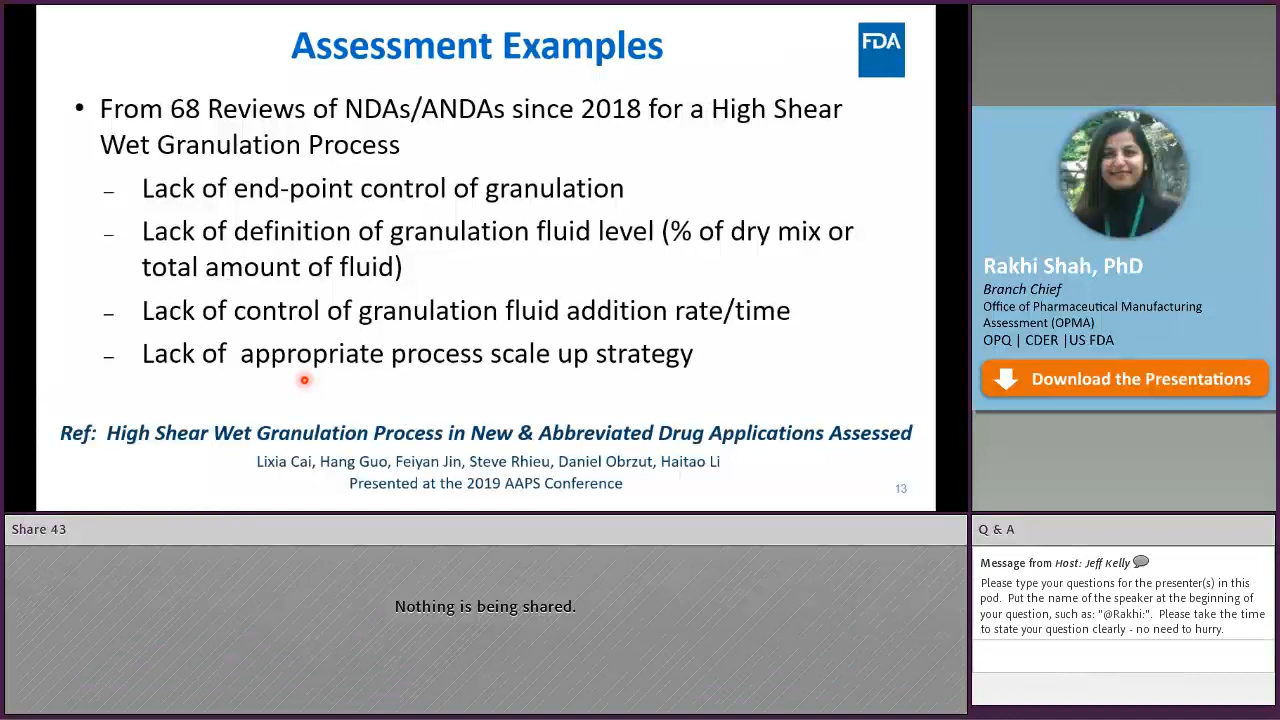 Assessment Examples
FDA
• From 68 Reviews of NDAs/ANDAs since 2018 for a High Shear
Wet Granulation Process
– Lack of end-point control of granulation
– Lack of definition of granulation fluid level (% of dry mix or
total amount of fluid)
– Lack of control of granulation fluid addition rate/time
– Lack of  appropriate process scale up strategy
Ref:  High Shear Wet Granulation Process in New & Abbreviated Drug Applications Assessed
Lixia Cai, Hang Guo, Feiyan Jin, Steve Rhieu, Daniel Obrzut, Haitao Li
Presented at the 2019 AAPS Conference
13
Rakhi Shah, PhD
Branch Chief
Office of Pharmaceutical Manufacturing
Assessment (OPMA)
OPQ | CDER |US FDA
Download the Presentations
Share 43
Nothing is being shared.
Q & A
Message from Host: Jeff Kelly
Please type your questions for the presenter(s) in this
pod.  Put the name of the speaker at the beginning of
your question, such as: "@Rakhi:".  Please take the time
to state your question clearly - no need to hurry.